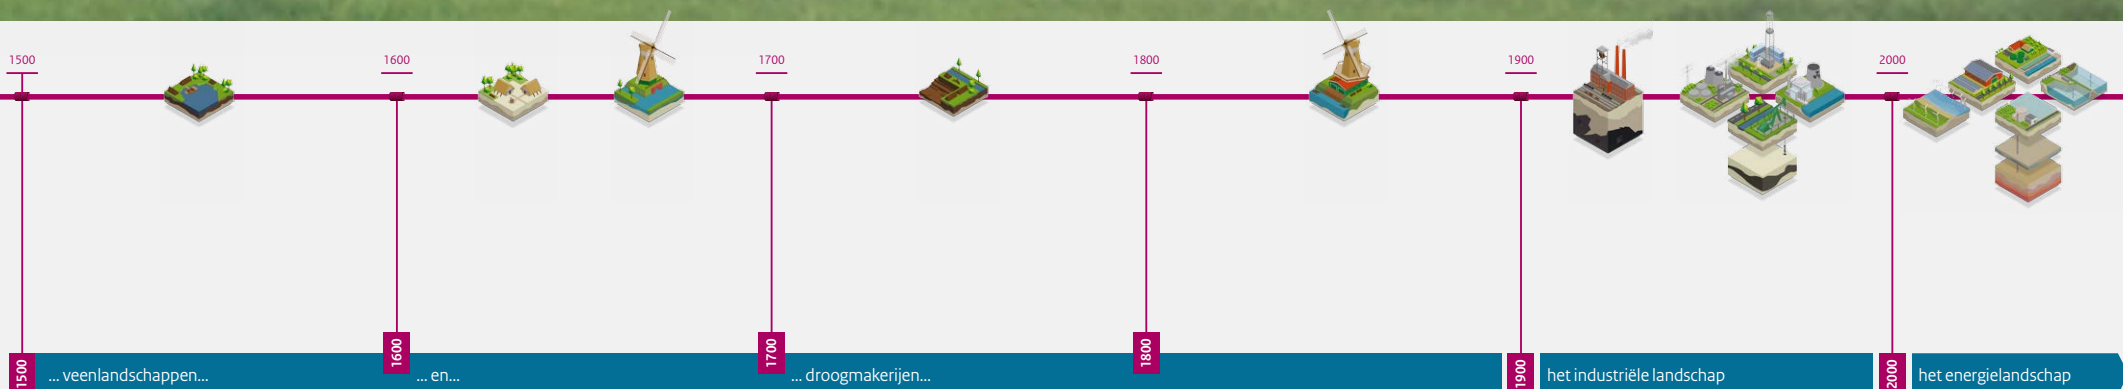 1500
1600
1700
1800
1900
2000
1500
1600
1700
1800
1900
2000
... veenlandschappen...
... en...
... droogmakerijen...
het industriële landschap
het energielandschap